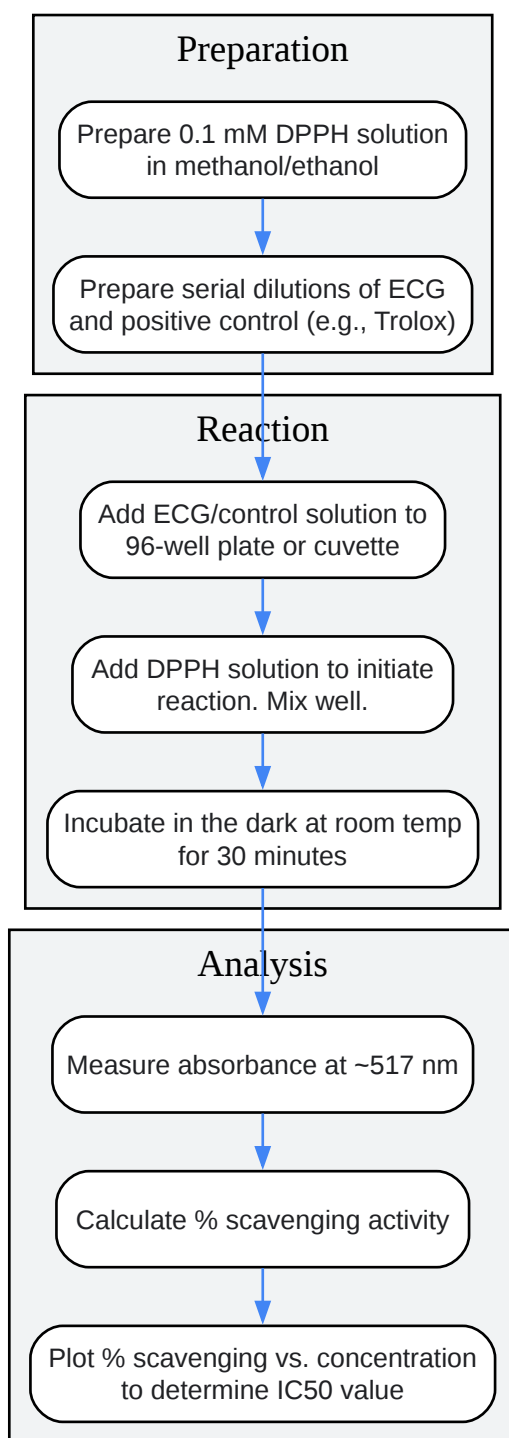 Preparation
Prepare 0.1 mM DPPH solution
in methanol/ethanol
Prepare serial dilutions of ECG
and positive control (e.g., Trolox)
Reaction
Add ECG/control solution to
96-well plate or cuvette
Add DPPH solution to initiate
reaction. Mix well.
Incubate in the dark at room temp
for 30 minutes
Analysis
Measure absorbance at ~517 nm
Calculate % scavenging activity
Plot % scavenging vs. concentration
to determine IC50 value